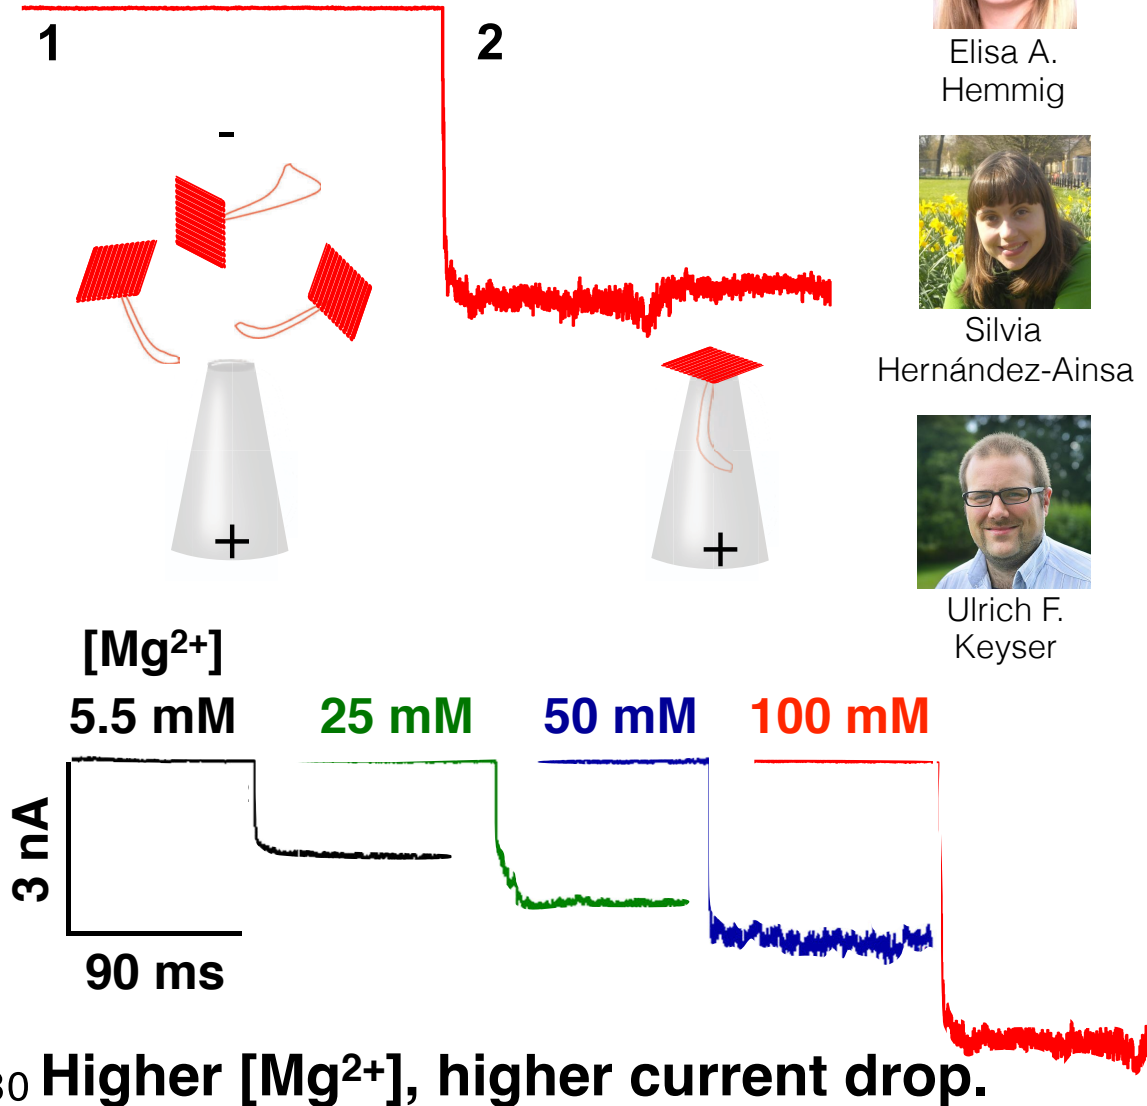 1
2
-
+
+
Elisa A.
Hemmig
Silvia
Hernández-Ainsa
Ulrich F.
Keyser
[Mg²⁺]
5.5 mM
25 mM
50 mM
100 mM
3 nA
90 ms
Higher [Mg²⁺], higher current drop.